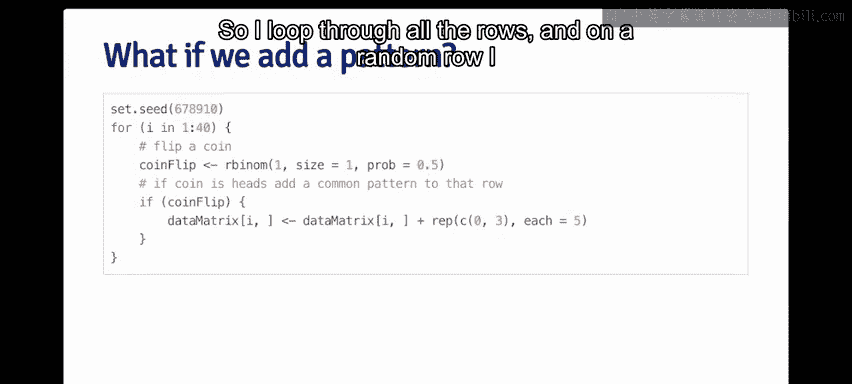 So I loop through all the rows, and on a
random row I
What if we add a pattern?
set.seed(678910)
for (i in 1:40) {
    # flip a coin
    coinFlip <- rbinom(1, size = 1, prob = 0.5)
    # if coin is heads add a common pattern to that row
    if (coinFlip) {
        dataMatrix[i, ] <- dataMatrix[i, ] + rep(c(0, 3), each = 5)
    }
}